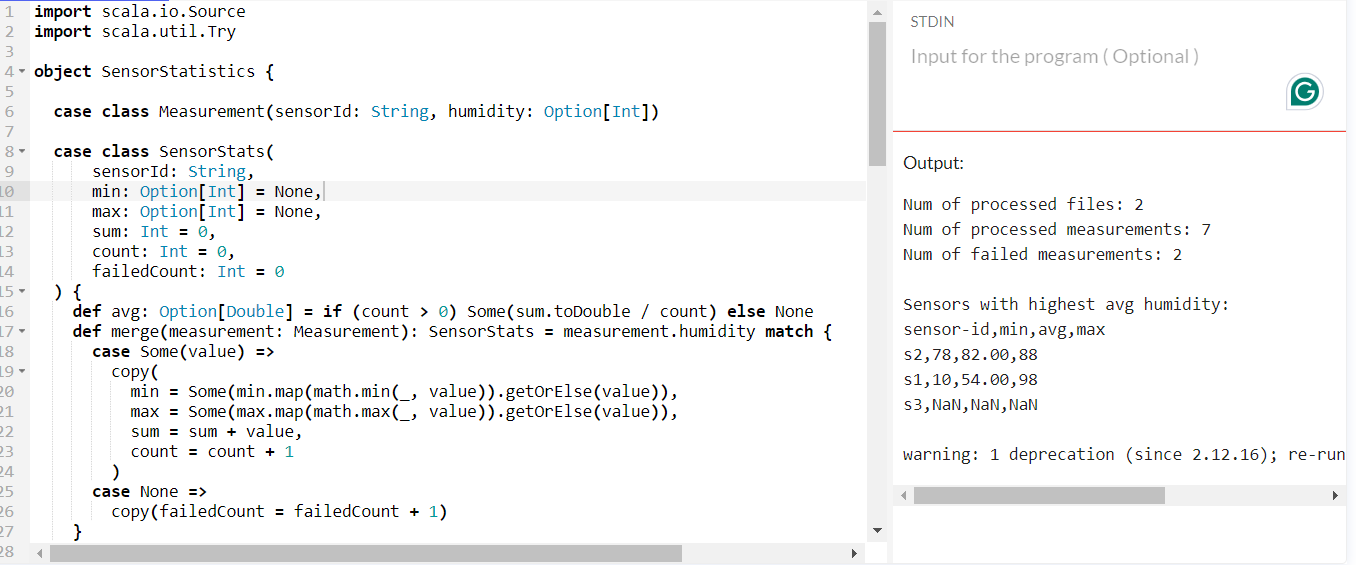 1 import scala.io.Source
2 import scala.util.Try
3
4 object SensorStatistics {
5
6 case class Measurement(sensorId: String, humidity: Option[Int])
7
8 case class SensorStats(
9 sensorId: String,
10 min: Option[Int] = None,
11 max: Option[Int] = None,
12 sum: Int = 0,
13 count: Int = 0,
14 failedCount: Int = 0
15 ) {
16 def avg: Option[Double] = if (count > 0) Some(sum.toDouble / count) else None
17 def merge(measurement: Measurement): SensorStats = measurement.humidity match {
18 case Some(value) =>
19 copy(
20 min = Some(min.map(math.min(_, value)).getOrElse(value)),
21 max = Some(max.map(math.max(_, value)).getOrElse(value)),
22 sum = sum + value,
23 count = count + 1
24 )
25 case None =>
26 copy(failedCount = failedCount + 1)
27 }
28
STDIN
Input for the program ( Optional )
G
Output:
Num of processed files: 2
Num of processed measurements: 7
Num of failed measurements: 2
Sensors with highest avg humidity:
sensor-id,min,avg,max
s2,78,82.00,88
s1,10,54.00,98
s3,NaN,NaN,NaN
warning: 1 deprecation (since 2.12.16); re-run